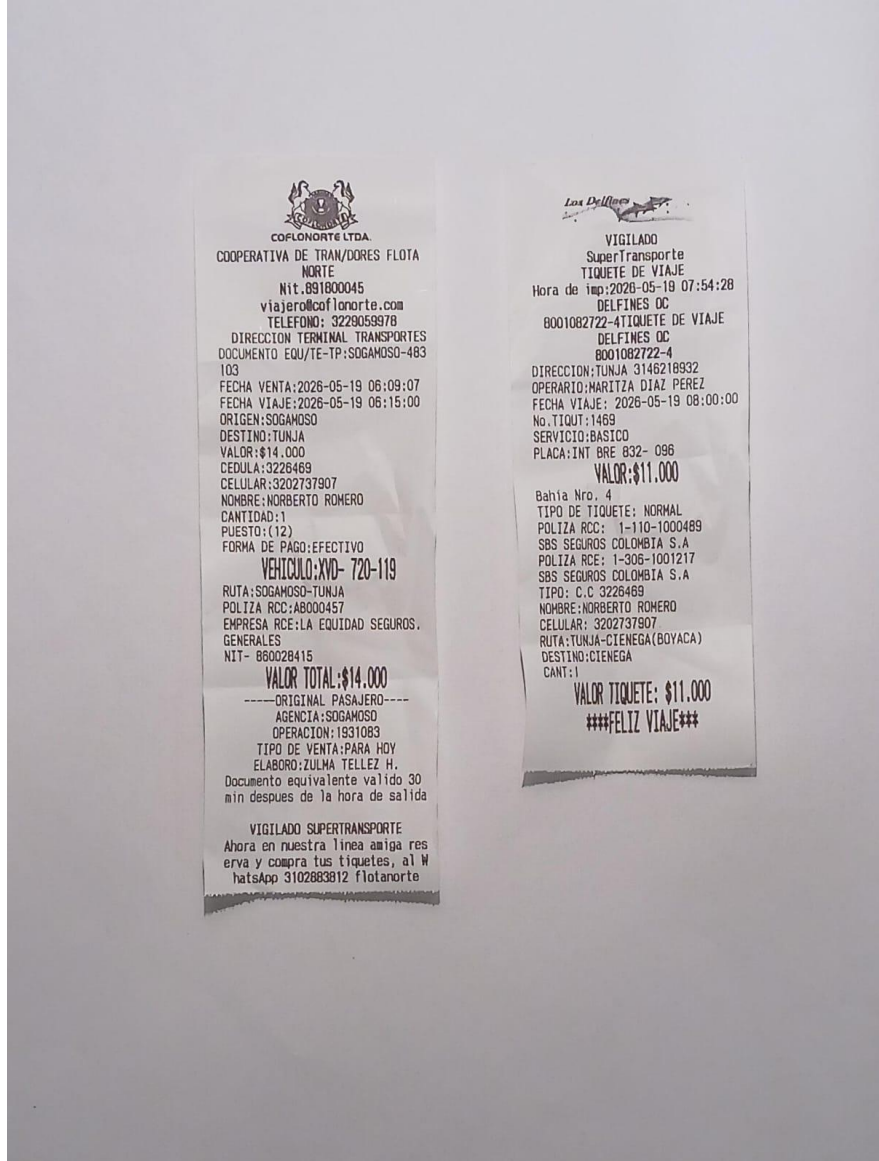 COFLONORTE
COFLONORTE LTDA.
COOPERATIVA DE TRAN/DORES FLOTA
NORTE
Nit.891800045
viajero@coflonorte.com
TELEFONO: 3229059978
DIRECCION TERMINAL TRANSPORTES
DOCUMENTO EQU/TE-TP:SOGAMOSO-483
103
FECHA VENTA:2026-05-19 06:09:07
FECHA VIAJE:2026-05-19 06:15:00
ORIGEN:SOGAMOSO
DESTINO:TUNJA
VALOR:$14.000
CEDULA:3226469
CELULAR:3202737907
NOMBRE:NORBERTO ROMERO
CANTIDAD:1
PUESTO:(12)
FORMA DE PAGO:EFECTIVO
VEHICULO:XVD- 720-119
RUTA:SOGAMOSO-TUNJA
POLIZA RCC:AB000457
EMPRESA RCE:LA EQUIDAD SEGUROS.
GENERALES
NIT- 860028415
VALOR TOTAL:$14.000
-----ORIGINAL PASAJERO----
AGENCIA:SOGAMOSO
OPERACION:1931083
TIPO DE VENTA:PARA HOY
ELABORO:ZULMA TELLEZ H.
Documento equivalente valido 30
min despues de la hora de salida
VIGILADO SUPERTRANSPORTE
Ahora en nuestra linea amiga res
erva y compra tus tiquetes, al W
hatsApp 3102883812 flotanorte
Los Delfines
VIGILADO
SuperTransporte
TIQUETE DE VIAJE
Hora de imp:2026-05-19 07:54:28
DELFINES OC
8001082722-4TIQUETE DE VIAJE
DELFINES OC
8001082722-4
DIRECCION:TUNJA 3146218932
OPERARIO:MARITZA DIAZ PEREZ
FECHA VIAJE: 2026-05-19 08:00:00
No.TIQUT:1469
SERVICIO:BASICO
PLACA:INT BRE 832- 096
VALOR:$11.000
Bahia Nro. 4
TIPO DE TIQUETE: NORMAL
POLIZA RCC: 1-110-1000489
SBS SEGUROS COLOMBIA S.A
POLIZA RCE: 1-306-1001217
SBS SEGUROS COLOMBIA S.A
TIPO: C.C 3226469
NOMBRE:NORBERTO ROMERO
CELULAR: 3202737907
RUTA:TUNJA-CIENEGA(BOYACA)
DESTINO:CIENEGA
CANT:1
VALOR TIQUETE: $11.000
****FELIZ VIAJE***